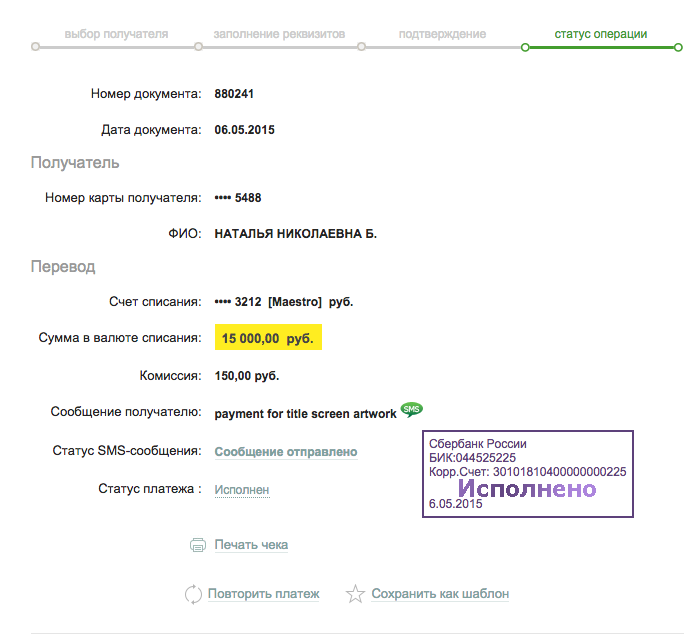 выбор получателя заполнение реквизитов подтверждение статус операции
Номер документа: 880241
Дата документа: 06.05.2015
Получатель
Номер карты получателя: •••• 5488
ФИО: НАТАЛЬЯ НИКОЛАЕВНА Б.
Перевод
Счет списания: •••• 3212 [Maestro] руб.
Сумма в валюте списания: 15 000,00 руб.
Комиссия: 150,00 руб.
Сообщение получателю: payment for title screen artwork SMS
Статус SMS-сообщения: Сообщение отправлено
Статус платежа : Исполнен
Сбербанк России
БИК:044525225
Корр.Счет: 30101810400000000225
Исполнено
6.05.2015
Печать чека
Повторить платеж Сохранить как шаблон